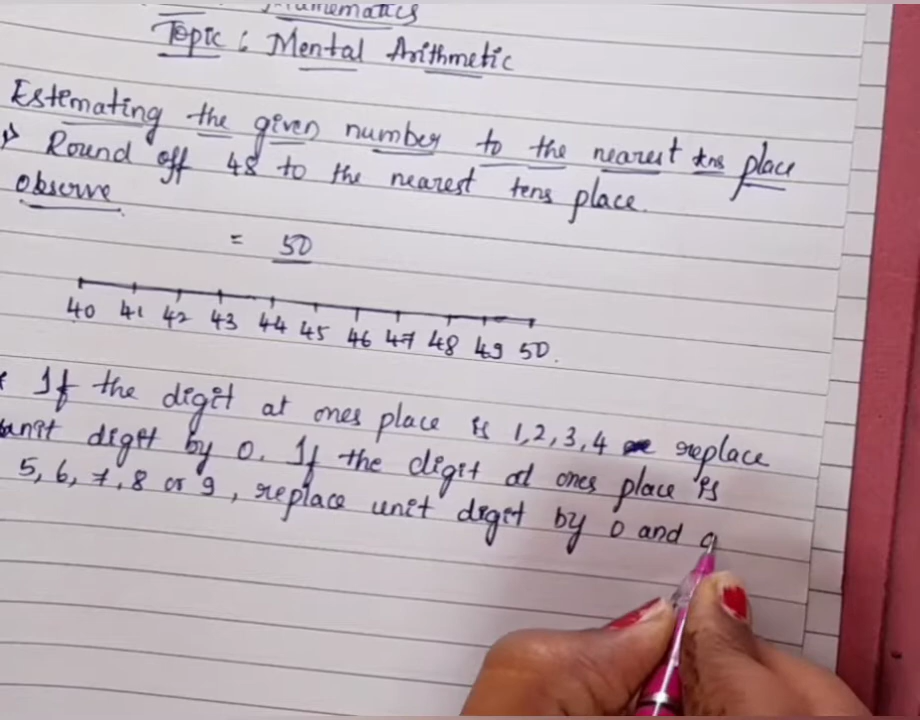 Mathematics
Topic : Mental Arithmetic
Estemating the given number to the nearest tns place
Round off 48 to the nearest tens place.
observe
= 50
40 41 42 43 44 45 46 47 48 49 50.
If the digit at ones place is 1,2,3,4 replace
unit digit by 0. If the digit at ones place is
5, 6, 7, 8 or 9, replace unit digit by 0 and